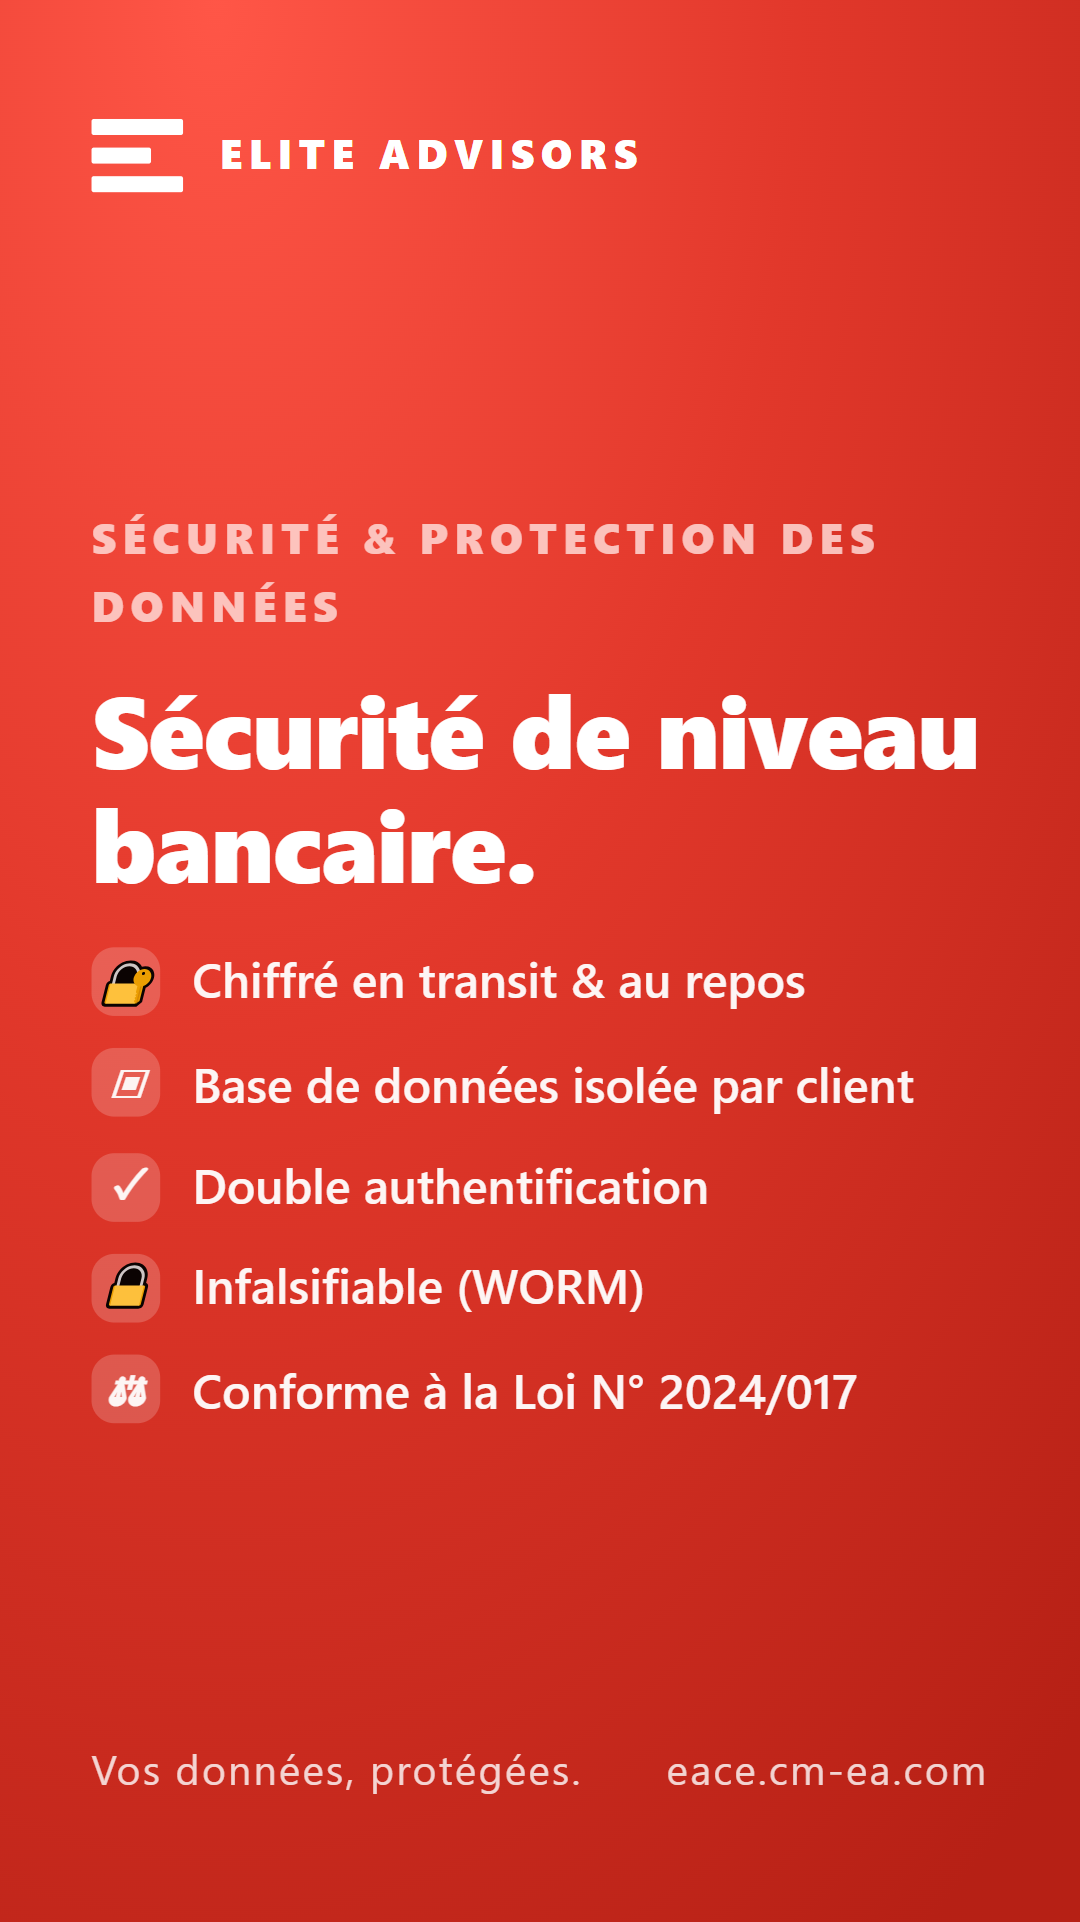 ELITE ADVISORS
SÉCURITÉ & PROTECTION DES
DONNÉES
Sécurité de niveau
bancaire.
Chiffré en transit & au repos
Base de données isolée par client
Double authentification
Infalsifiable (WORM)
Conforme à la Loi N° 2024/017
Vos données, protégées. eace.cm-ea.com